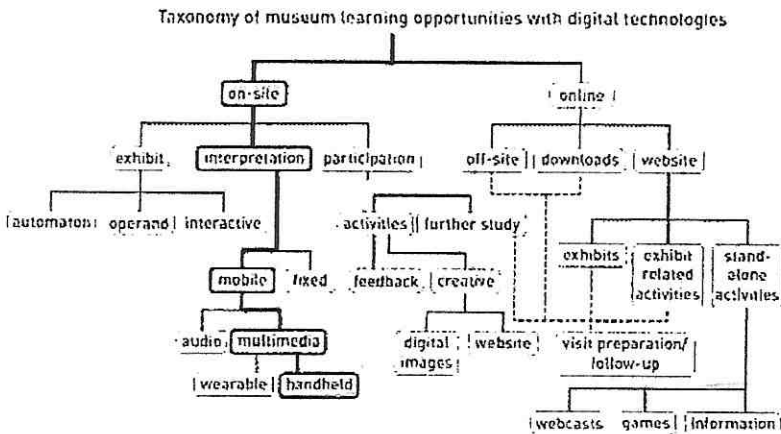 Taxonomy of museum learning opportunities with digital technologies
on-site
online
exhibit
interpretation
participation
off-site
downloads
website
automaton
operand
interactive
activities
further study
exhibits
exhibit
related
activities
stand-
alone
activities
mobile
fixed
feedback
creative
audio
multimedia
digital
images
website
visit preparation/
follow-up
wearable
handheld
webcasts
games
information